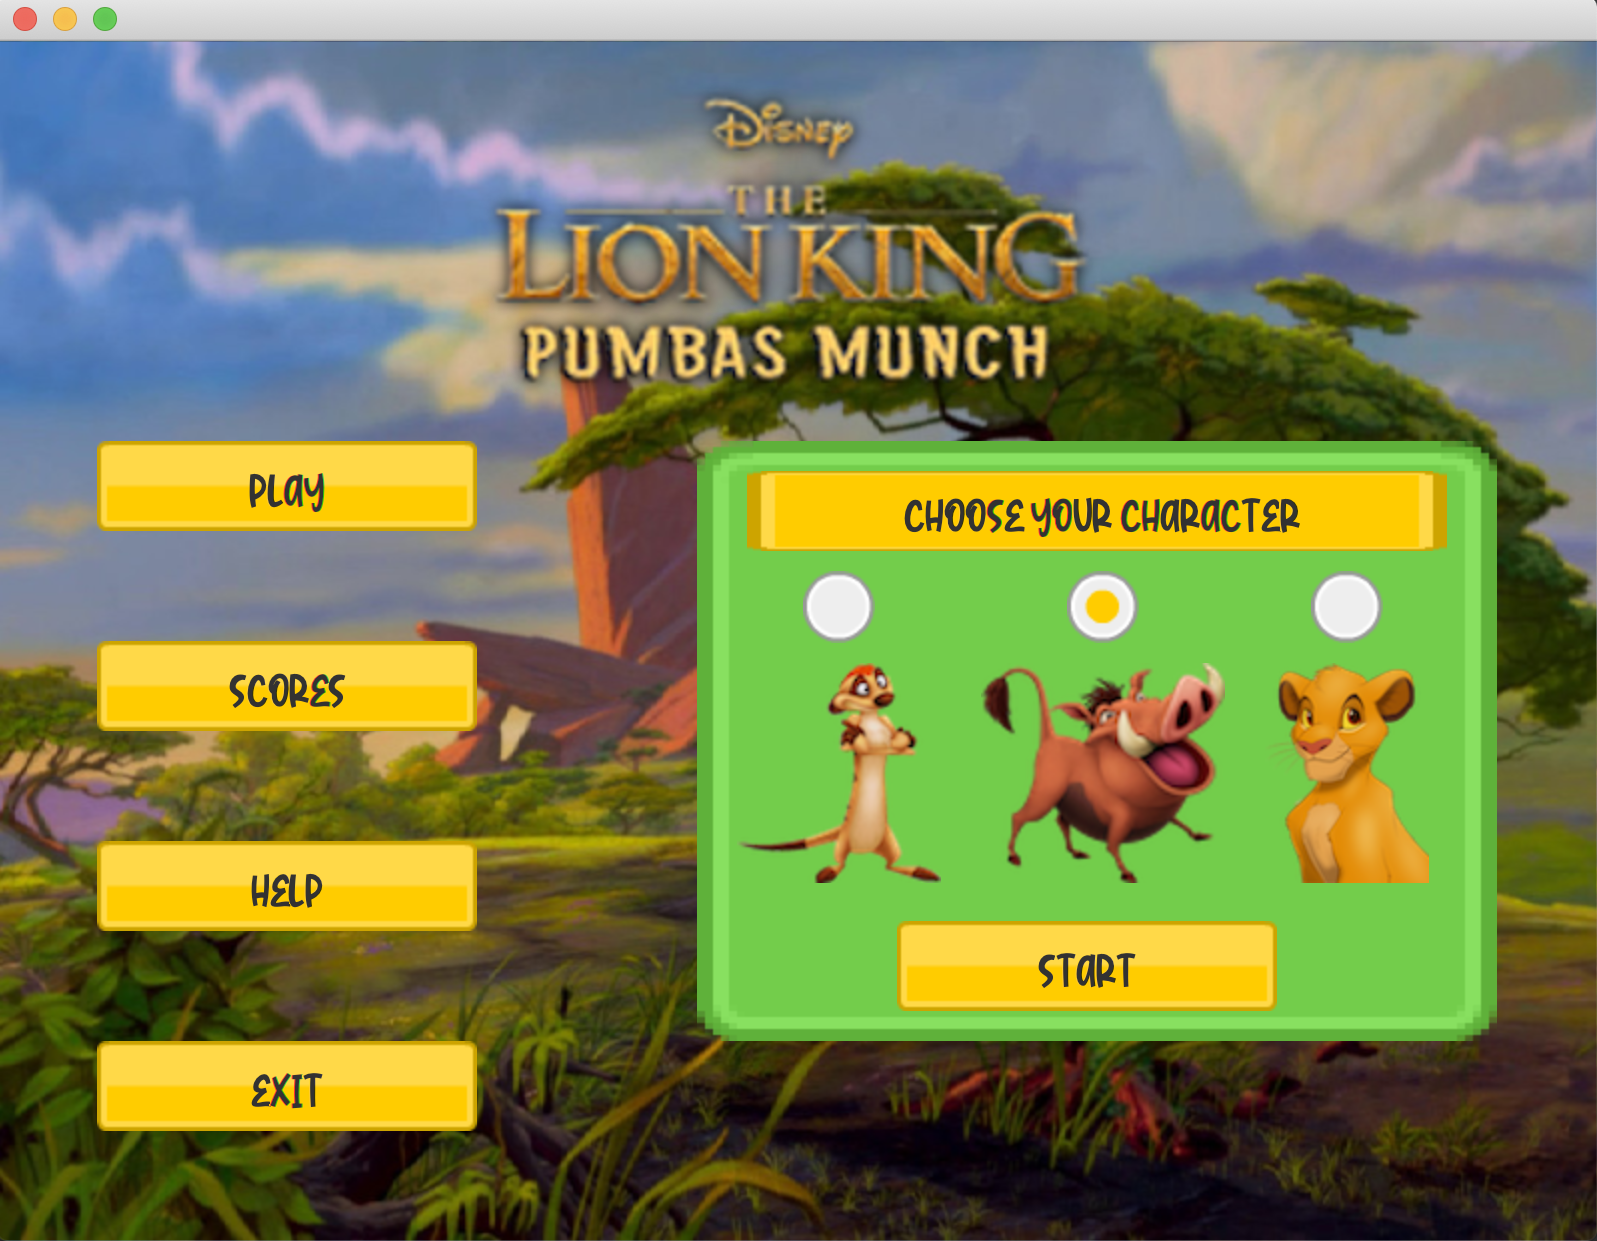 Disney
THE
LION KING
PUMBAS MUNCH
PLAY
CHOOSE YOUR CHARACTER
SCORES
HELP
START
EXIT